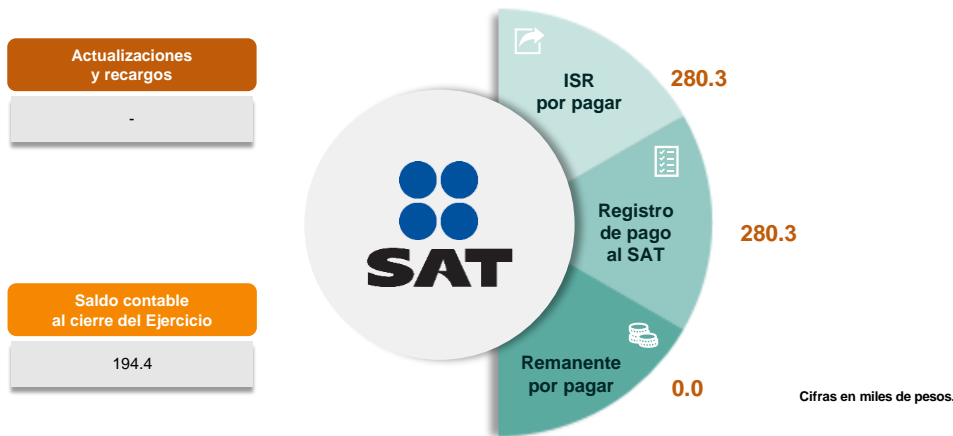 Actualizaciones
y recargos
-
Saldo contable
al cierre del Ejercicio
194.4
SAT
ISR
por pagar
280.3
Registro
de pago
al SAT
280.3
Remanente
por pagar
0.0
Cifras en miles de pesos.